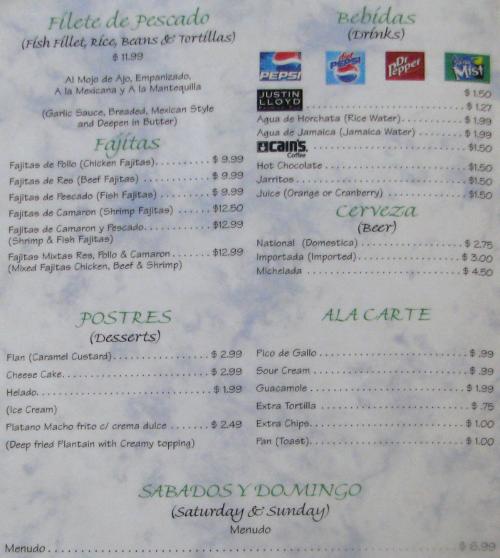 Filete de Pescado
(Fish Fillet, Rice, Beans & Tortillas)
$ 11.99
Al Mojo de Ajo, Empanizado,
A la Mexicana y A la Mantequilla
(Garlic Sauce, Breaded, Mexican Style
and Deepen in Butter)
Fajitas
Fajitas de Pollo (Chicken Fajitas).......... $ 9.99
Fajitas de Res (Beef Fajitas) .............. $ 9.99
Fajitas de Pescado (Fish Fajitas) .......... $ 9.99
Fajitas de Camaron (Shrimp Fajitas) ....... $12.50
Fajitas de Camaron y Pescado.............. $12.99
(Shrimp & Fish Fajitas)
Fajitas Mixtas Res, Pollo & Camaron ....... $12.99
(Mixed Fajitas Chicken, Beef & Shrimp)
Bebidas
(Drinks)
PEPSI
diet PEPSI
Dr Pepper
Mist
$1.50
JUSTIN LLOYD .............................. $ 1.27
Agua de Horchata (Rice Water).............. $ 1.99
Agua de Jamaica (Jamaica Water) ........... $ 1.99
cain's Coffee .............................. $1.50
Hot Chocolate .............................. $1.50
Jarritos.................................... $1.50
Juice (Orange or Cranberry) ................ $1.50
Cerveza
(Beer)
National (Domestica) ....................... $ 2.75
Importada (Imported)....................... $ 3.00
Michelada .................................. $ 4.50
POSTRES
(Desserts)
Flan (Caramel Custard)..................... $ 2.99
Cheese Cake................................ $ 2.99
Helado..................................... $ 1.99
(Ice Cream)
Platano Macho frito c/ crema dulce ........ $ 2.49
(Deep fried Plantain with Creamy topping)
ALA CARTE
Pico de Gallo .............................. $ .99
Sour Cream ................................ $ .99
Guacamole ................................. $ 1.99
Extra Tortilla ............................. $ .75
Extra Chips................................ $ 1.00
Pan (Toast)................................ $ 1.00
SABADOS Y DOMINGO
(Saturday & Sunday)
Menudo
Menudo .................................... $ 6.99